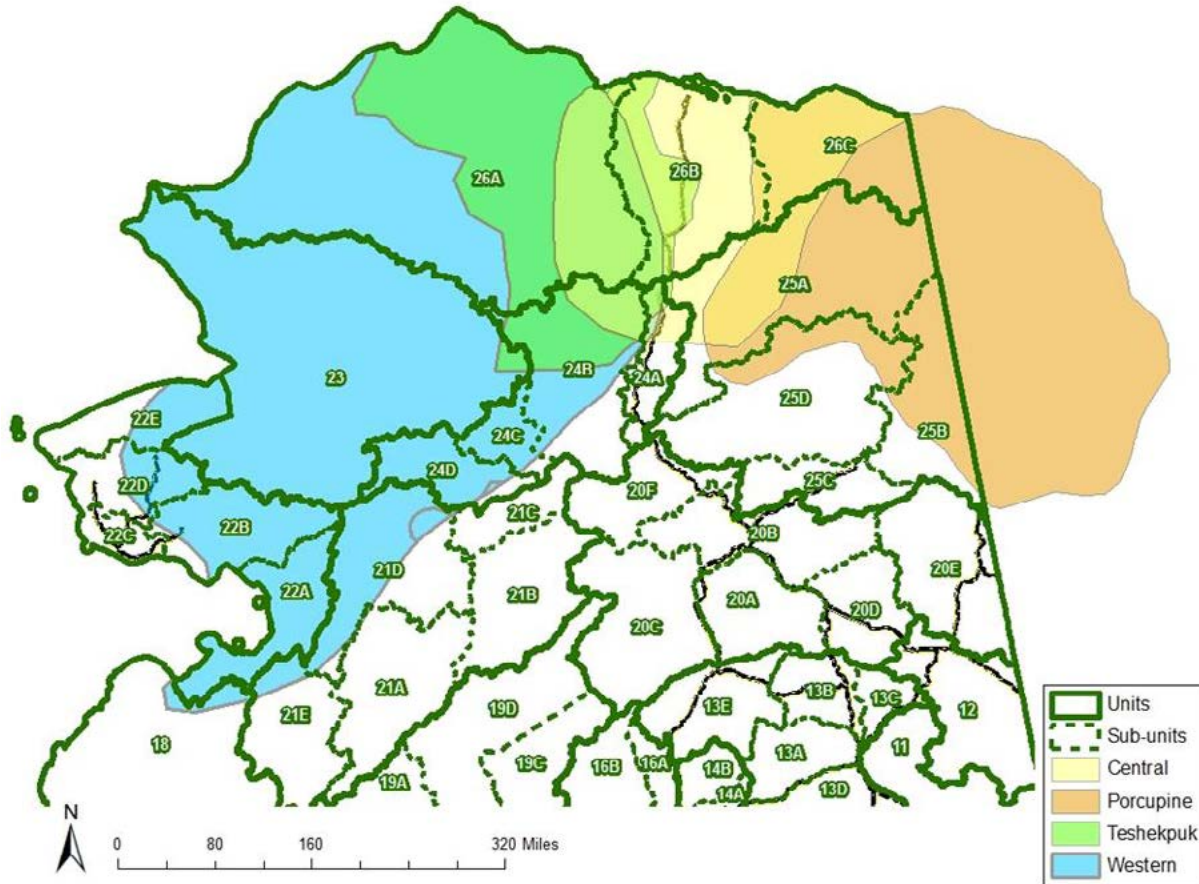 26C
26B
26A
25A
23
24B
24A
25D
22E
24C
25B
24D
22D
25C
20F
21C
22B
22C
20B
21D
20E
22A
21B
20A
20D
20C
21A
13B
13C
12
19D
13E
21E
11
18
13A
19C
16B
16A
14B
19A
13D
14A
Units
Sub-units
Central
Porcupine
Teshekpuk
Western
N
0 80 160 320 Miles